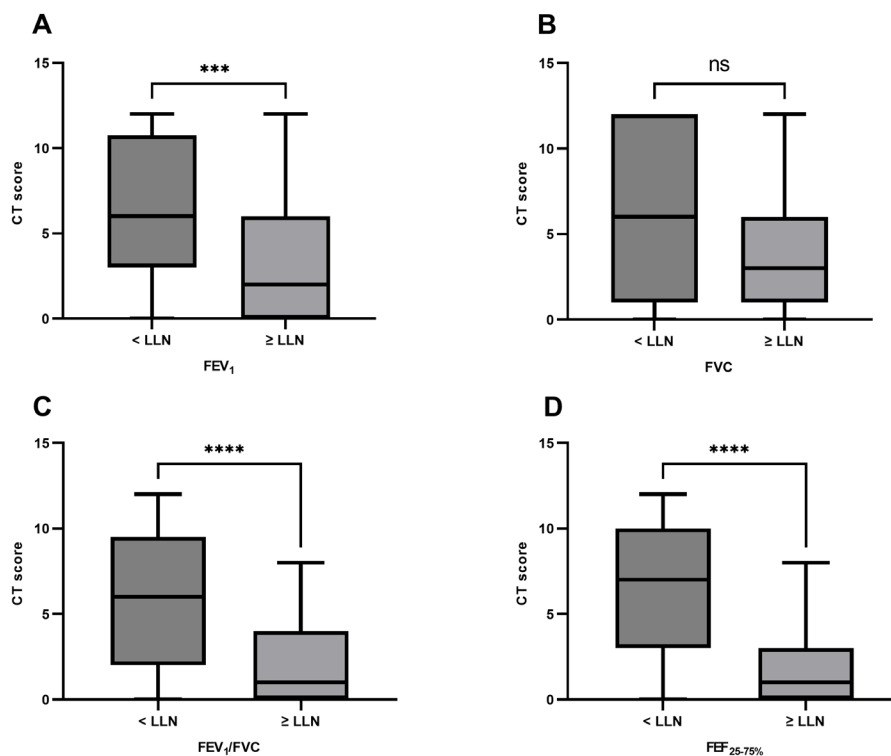 A
15
10
5
0
CT score
***
< LLN
≥ LLN
FEV₁
B
15
10
5
0
CT score
ns
< LLN
≥ LLN
FVC
C
15
10
5
0
CT score
****
< LLN
≥ LLN
FEV₁/FVC
D
15
10
5
0
CT score
****
< LLN
≥ LLN
FEF₂₅₋₇₅%